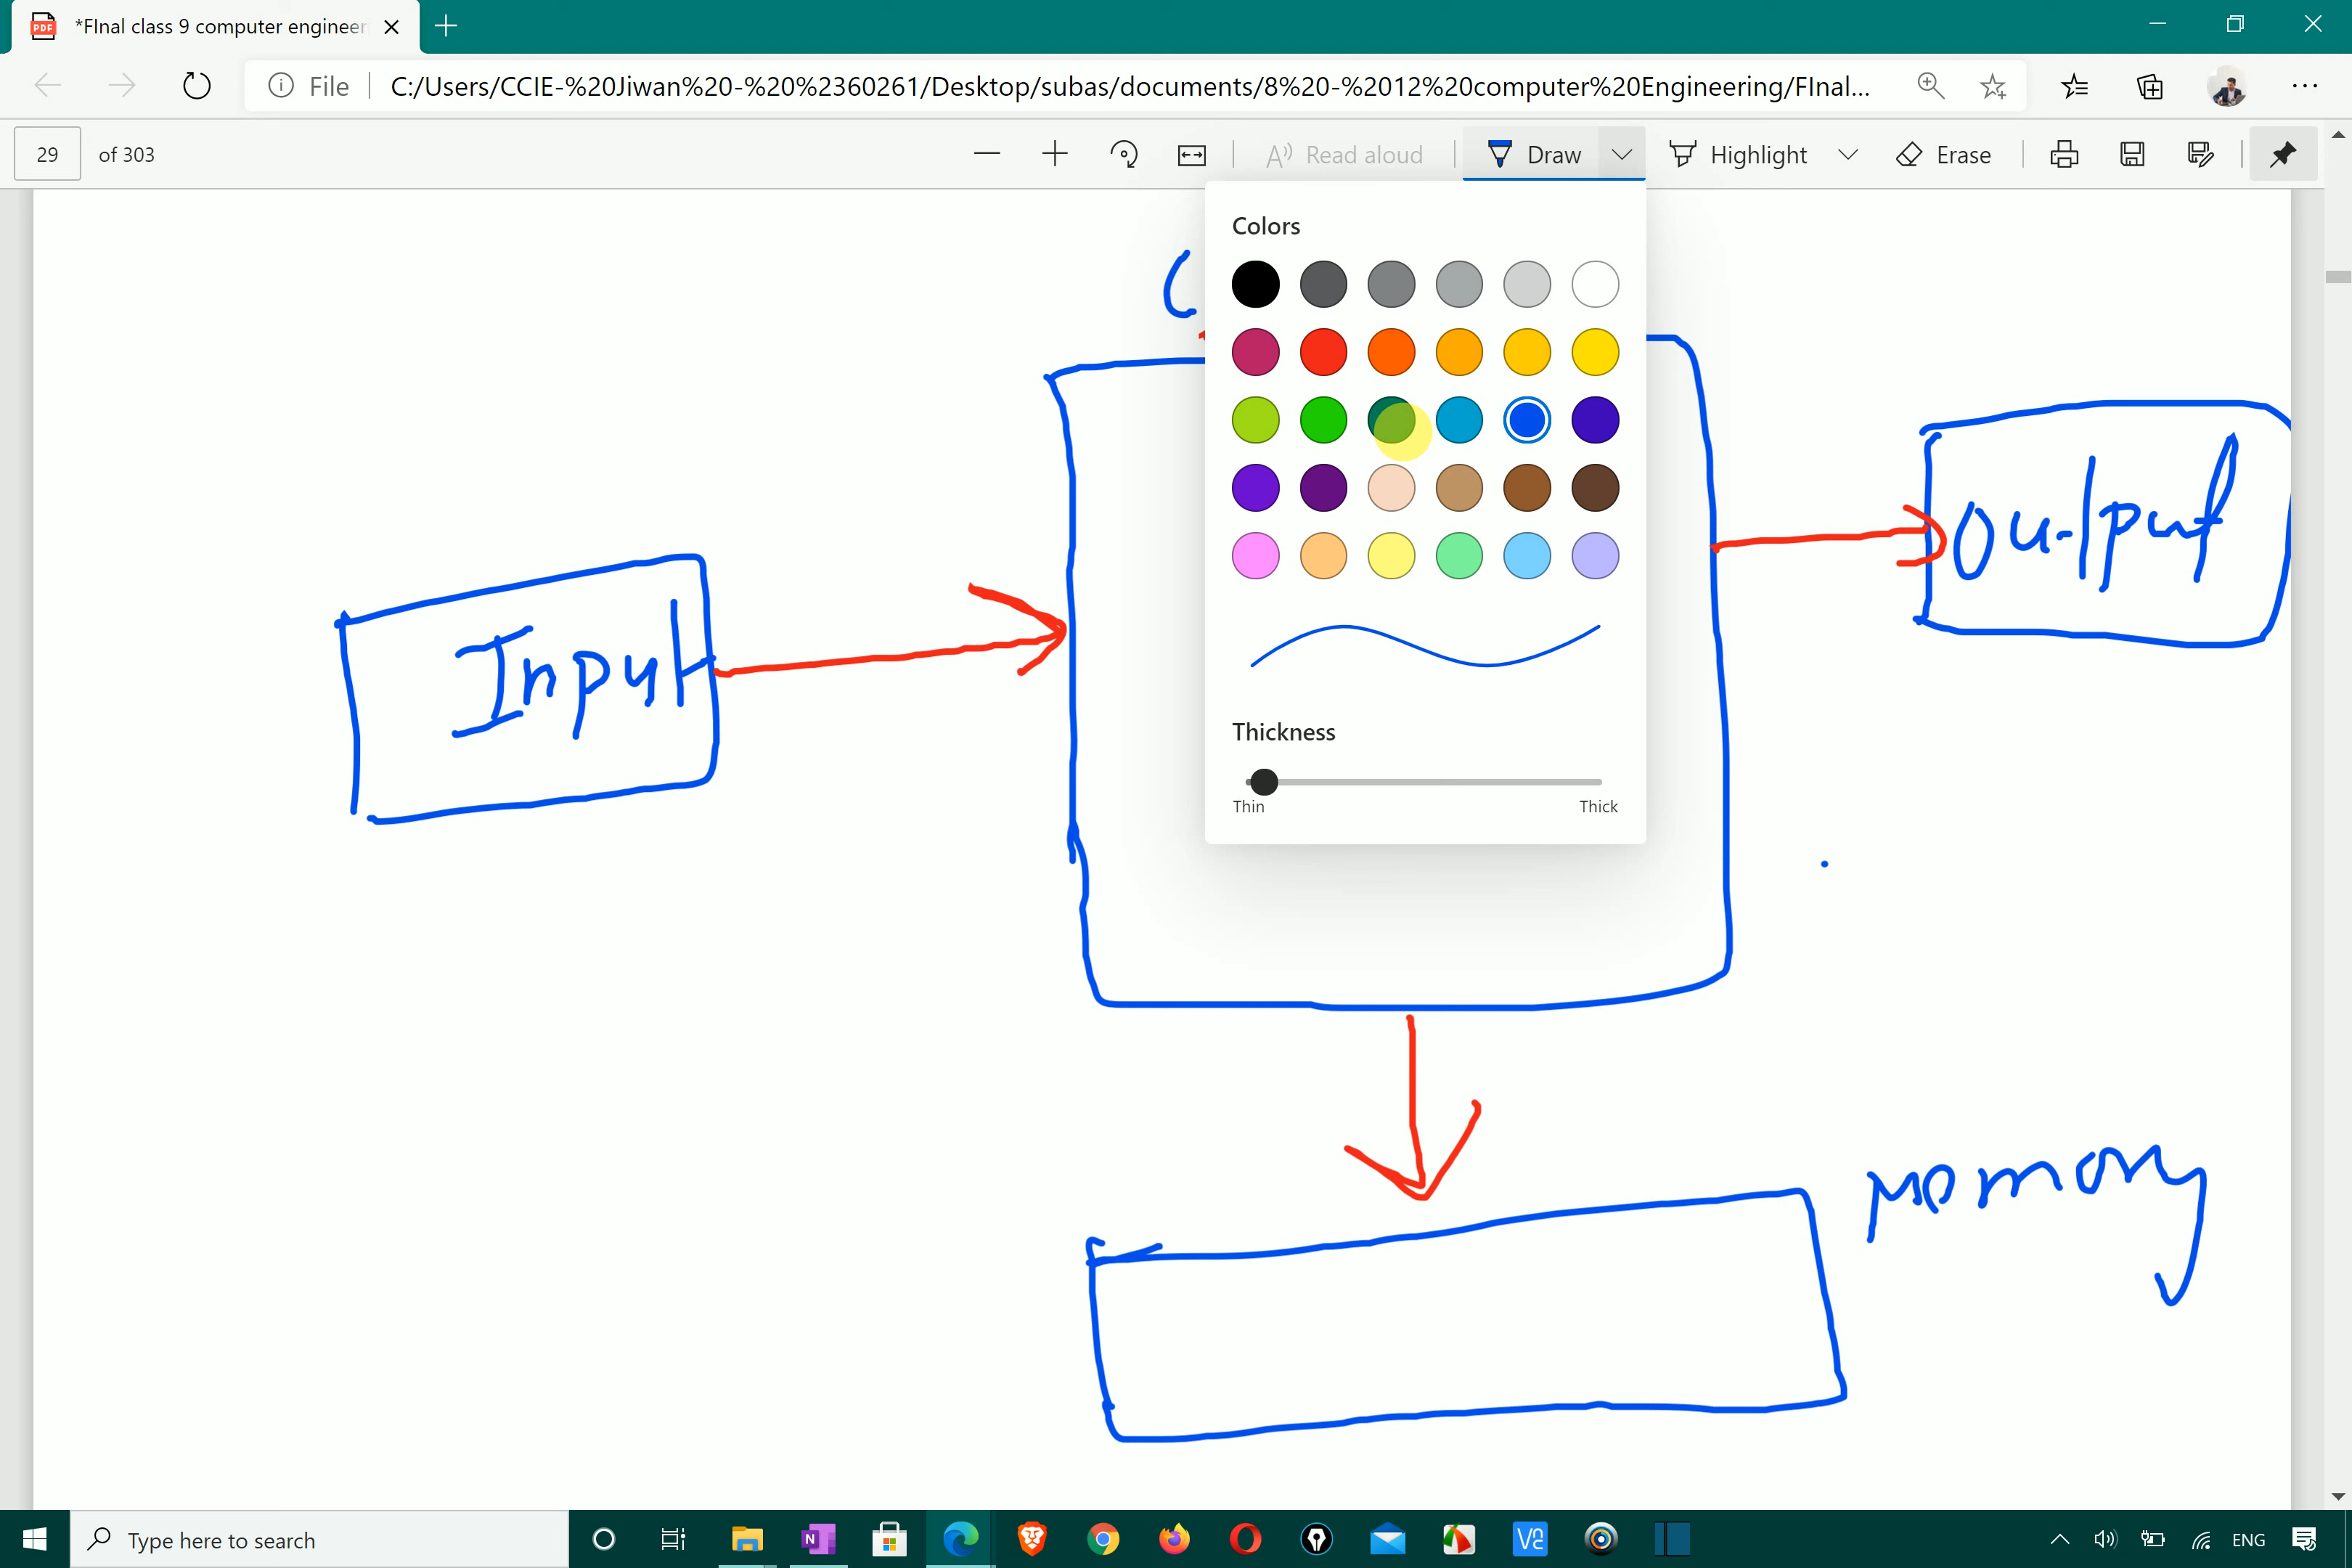 *FInal class 9 computer engineer
File
C:/Users/CCIE-%20Jiwan%20-%20%2360261/Desktop/subas/documents/8%20-%2012%20computer%20Engineering/FInal...
29 of 303
Read aloud
Draw
Highlight
Erase
Colors
Thickness
Thin
Thick
C
Input
Output
memory
Type here to search
ENG